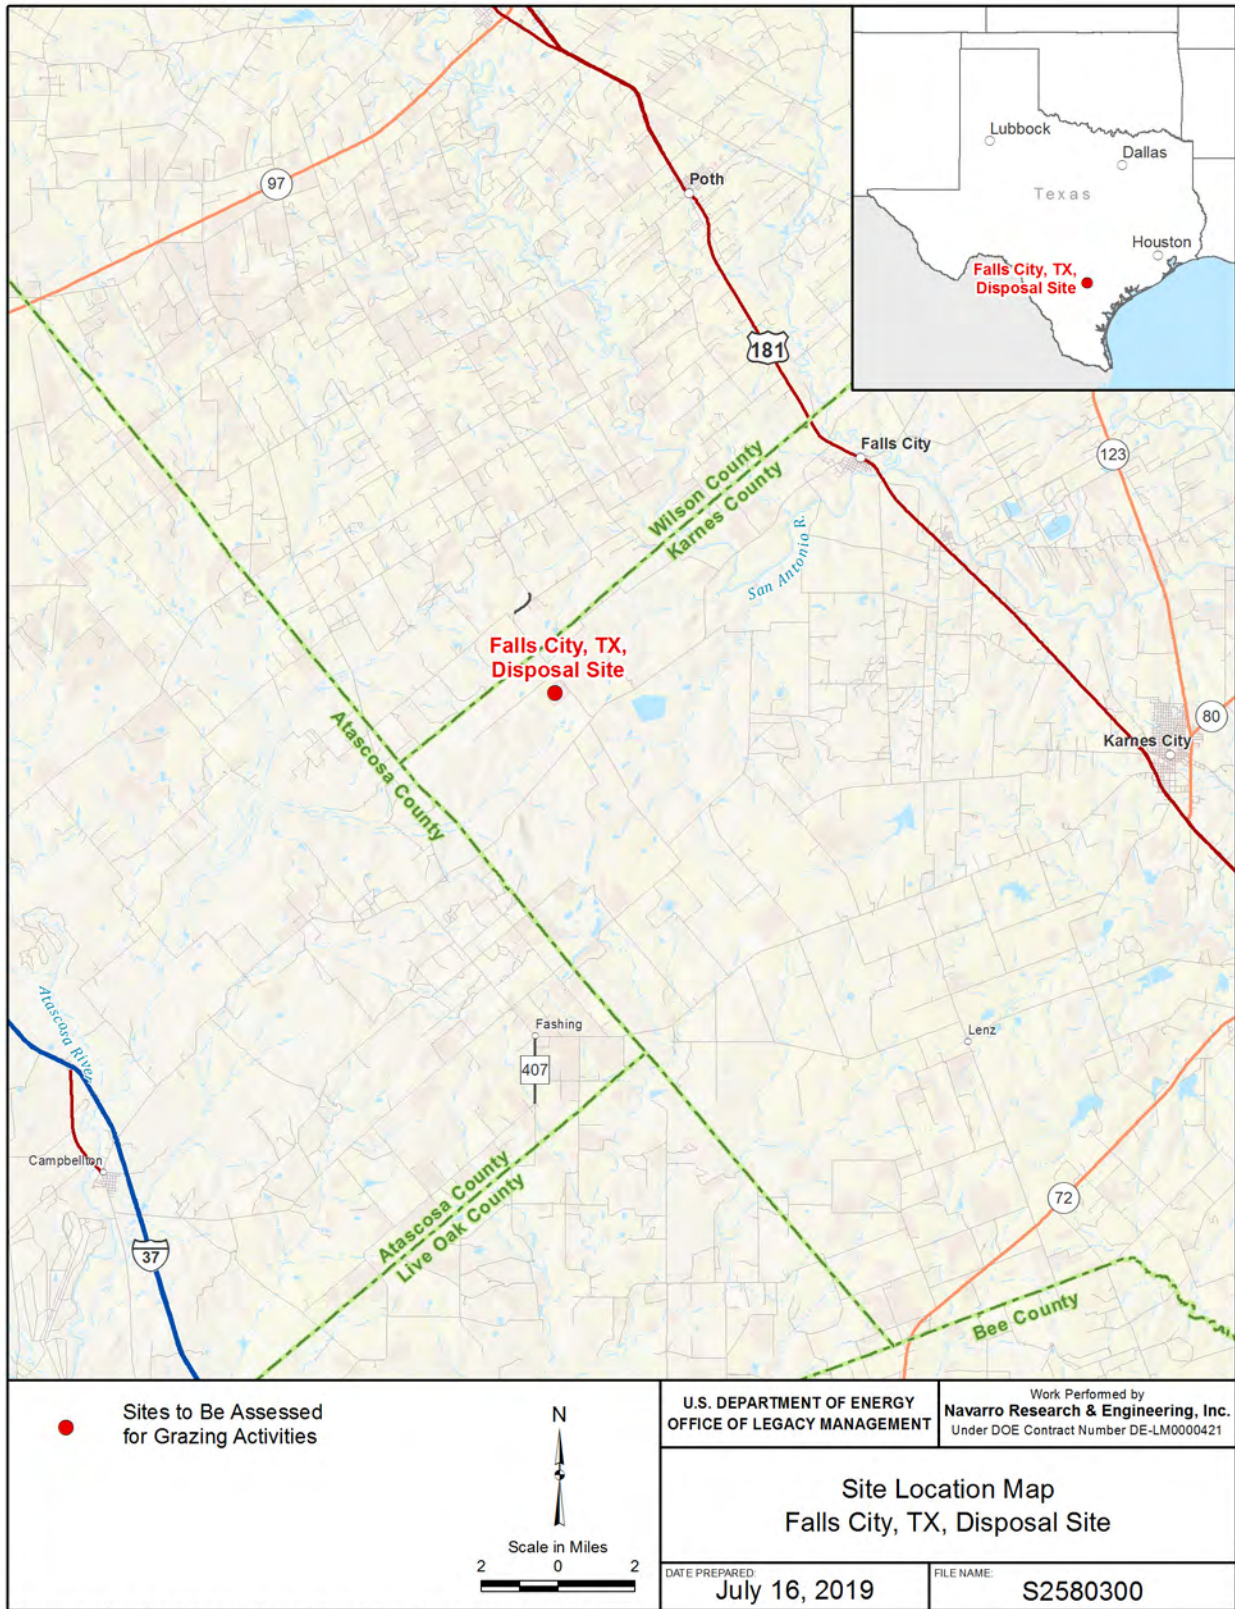 97
Poth
181
Lubbock
Dallas
Texas
Houston
Falls City, TX,
Disposal Site
Falls City
123
Wilson County
Karnes County
San Antonio R.
Falls City, TX,
Disposal Site
Atascosa County
80
Karnes City
Atascosa River
Fashing
407
Lenz
Campbellton
37
Atascosa County
Live Oak County
72
Bee County
Sites to Be Assessed
for Grazing Activities
N
Scale in Miles
2 0 2
U.S. DEPARTMENT OF ENERGY
OFFICE OF LEGACY MANAGEMENT
Work Performed by
Navarro Research & Engineering, Inc.
Under DOE Contract Number DE-LM0000421
Site Location Map
Falls City, TX, Disposal Site
DATE PREPARED:
July 16, 2019
FILE NAME:
S2580300